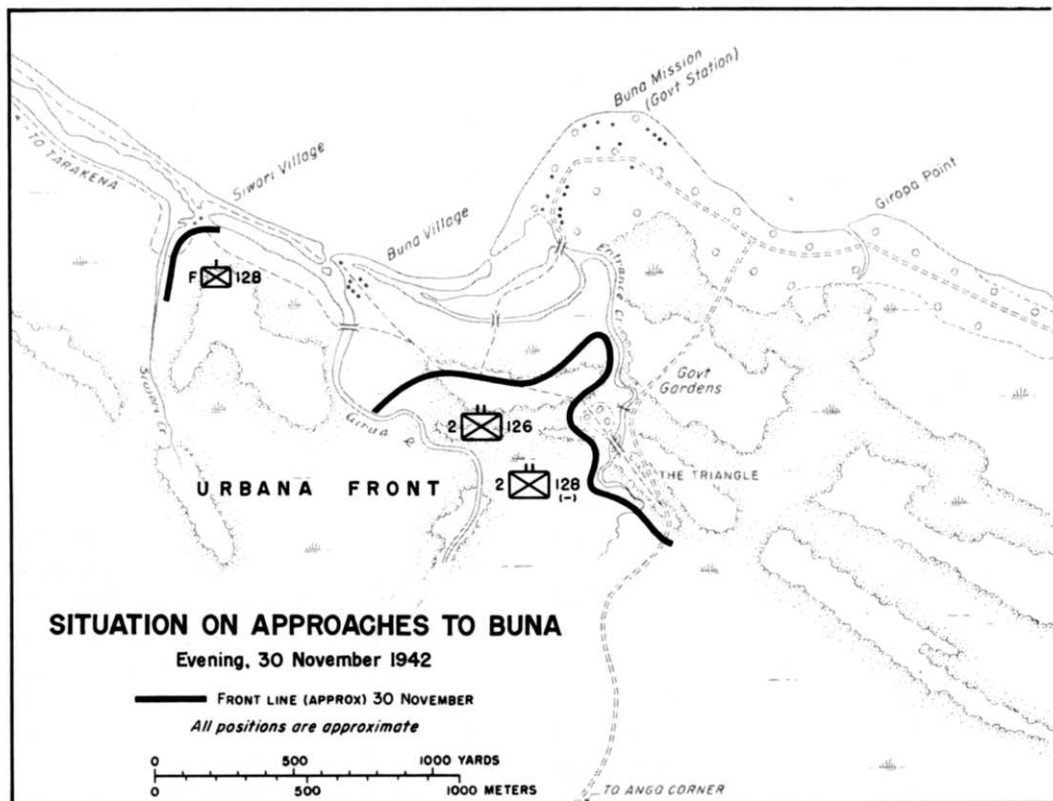 Buna Mission
(Govt Station)
TO TARAKENA
Siwori Village
Buna Village
Giropa Point
Entrance Cr
F 128
Siwori Cr
Govt
Gardens
Girua R
2 126
THE TRIANGLE
2 128
(-)
URBANA FRONT
SITUATION ON APPROACHES TO BUNA
Evening, 30 November 1942
FRONT LINE (APPROX) 30 NOVEMBER
All positions are approximate
0 500 1000 YARDS
0 500 1000 METERS
TO ANGO CORNER